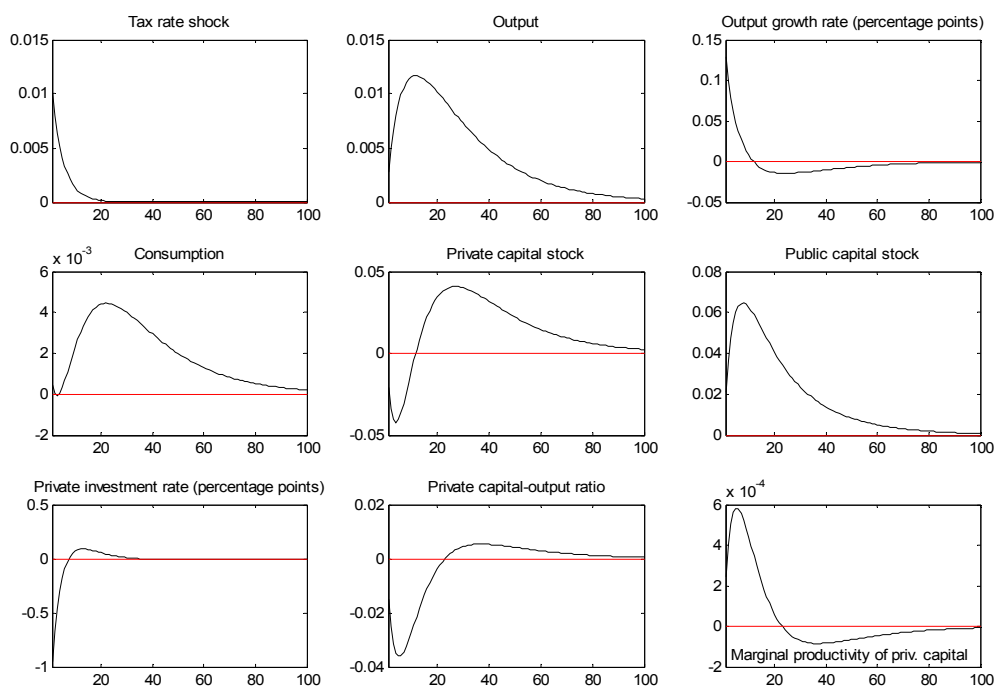 Tax rate shock
0.015
0.01
0.005
0
20 40 60 80 100
Output
0.015
0.01
0.005
0
20 40 60 80 100
Output growth rate (percentage points)
0.15
0.1
0.05
0
-0.05
20 40 60 80 100
Consumption
x 10-3
6
4
2
0
-2
20 40 60 80 100
Private capital stock
0.05
0
-0.05
20 40 60 80 100
Public capital stock
0.08
0.06
0.04
0.02
0
20 40 60 80 100
Private investment rate (percentage points)
0.5
0
-0.5
-1
20 40 60 80 100
Private capital-output ratio
0.02
0
-0.02
-0.04
20 40 60 80 100
x 10-4
6
4
2
0
-2
Marginal productivity of priv. capital
20 40 60 80 100